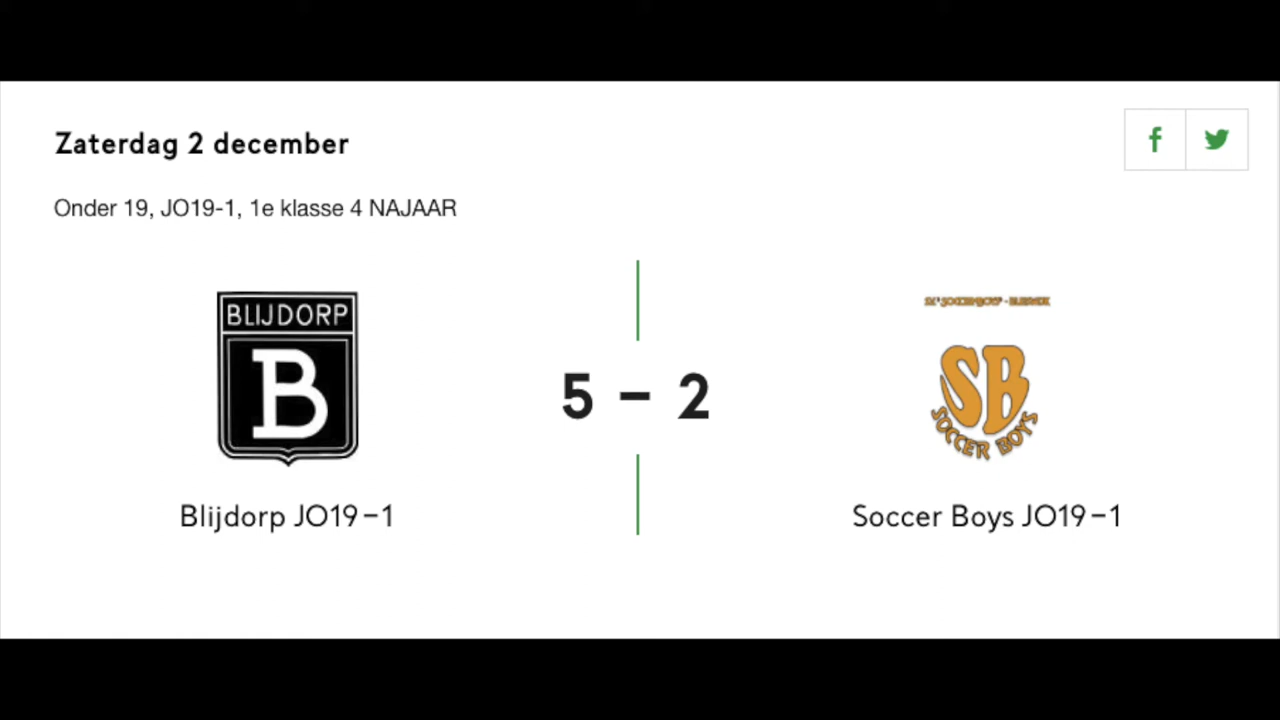 Zaterdag 2 december
Onder 19, JO19-1, 1e klasse 4 NAJAAR
BLIJDORP
B
5 – 2
SB
SOCCER BOYS
Blijdorp JO19-1
Soccer Boys JO19-1